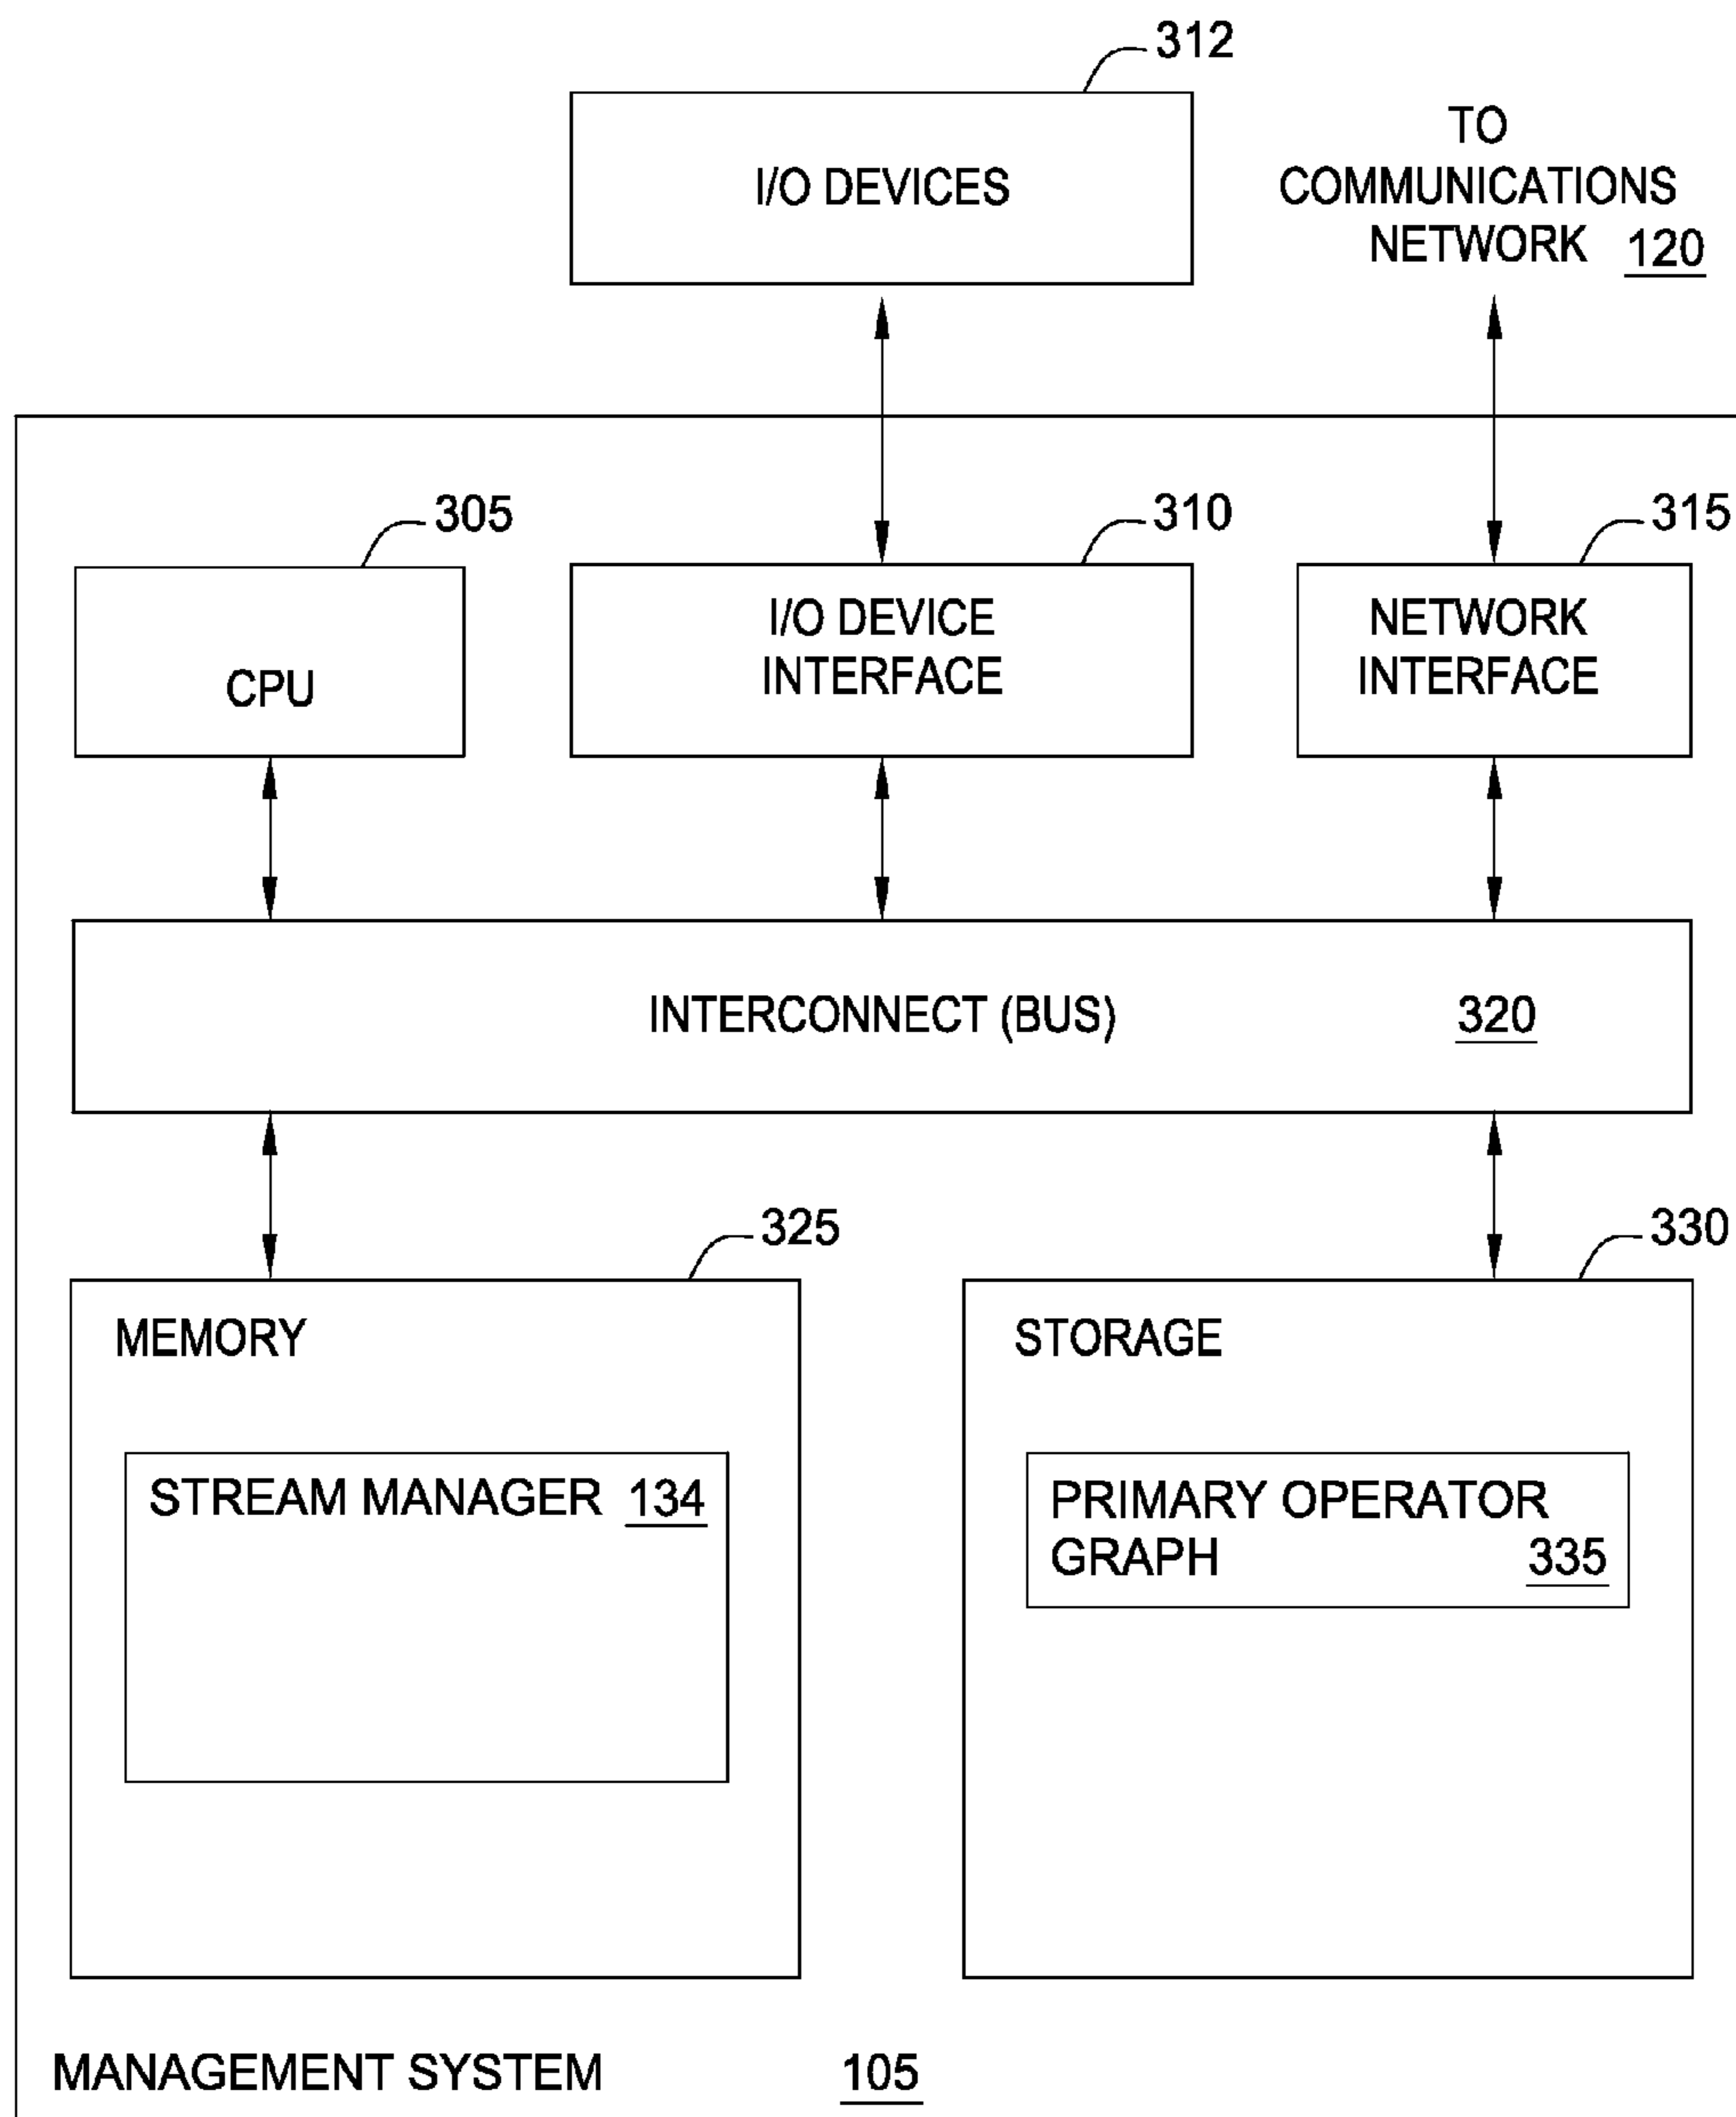 312
I/O DEVICES
TO
COMMUNICATIONS
NETWORK 120
305
310
315
CPU
I/O DEVICE
INTERFACE
NETWORK
INTERFACE
INTERCONNECT (BUS) 320
325
330
MEMORY
STREAM MANAGER 134
STORAGE
PRIMARY OPERATOR
GRAPH 335
MANAGEMENT SYSTEM 105